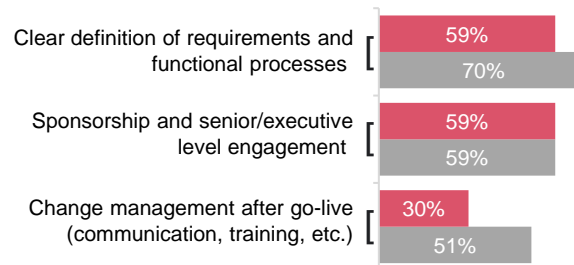 Clear definition of requirements and
functional processes
59%
70%
Sponsorship and senior/executive
level engagement
59%
59%
Change management after go-live
(communication, training, etc.)
30%
51%